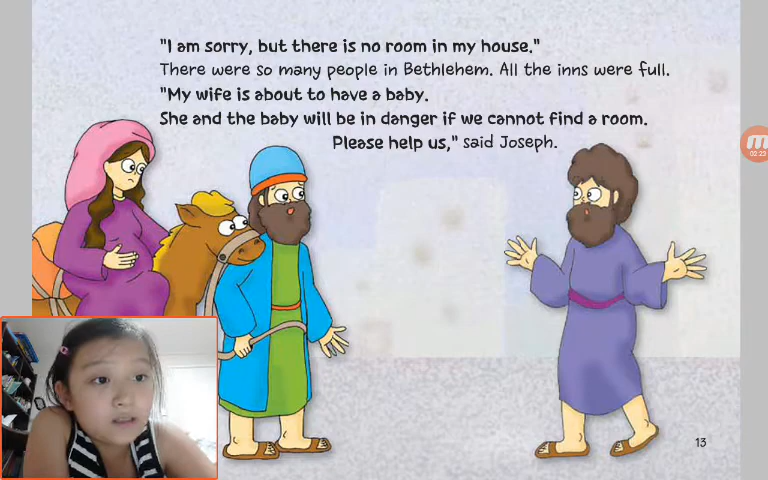 "I am sorry, but there is no room in my house."
There were so many people in Bethlehem. All the inns were full.
"My wife is about to have a baby.
She and the baby will be in danger if we cannot find a room.
Please help us," said Joseph.
02:23
13